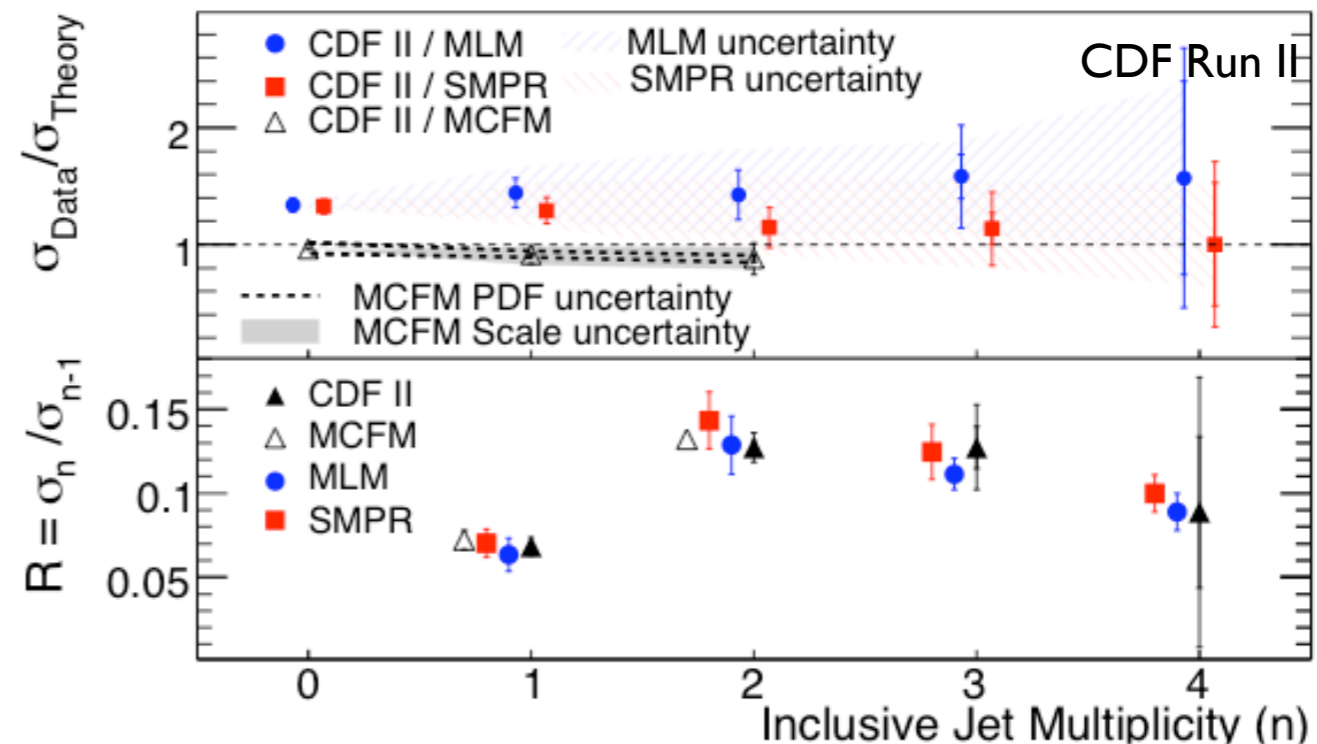 CDF II / MLM
MLM uncertainty
CDF Run II
CDF II / SMPR
SMPR uncertainty
CDF II / MCFM
σData/σTheory
2
1
MCFM PDF uncertainty
MCFM Scale uncertainty
R = σn /σn-1
CDF II
MCFM
MLM
SMPR
0.15
0.1
0.05
0 1 2 3 4
Inclusive Jet Multiplicity (n)